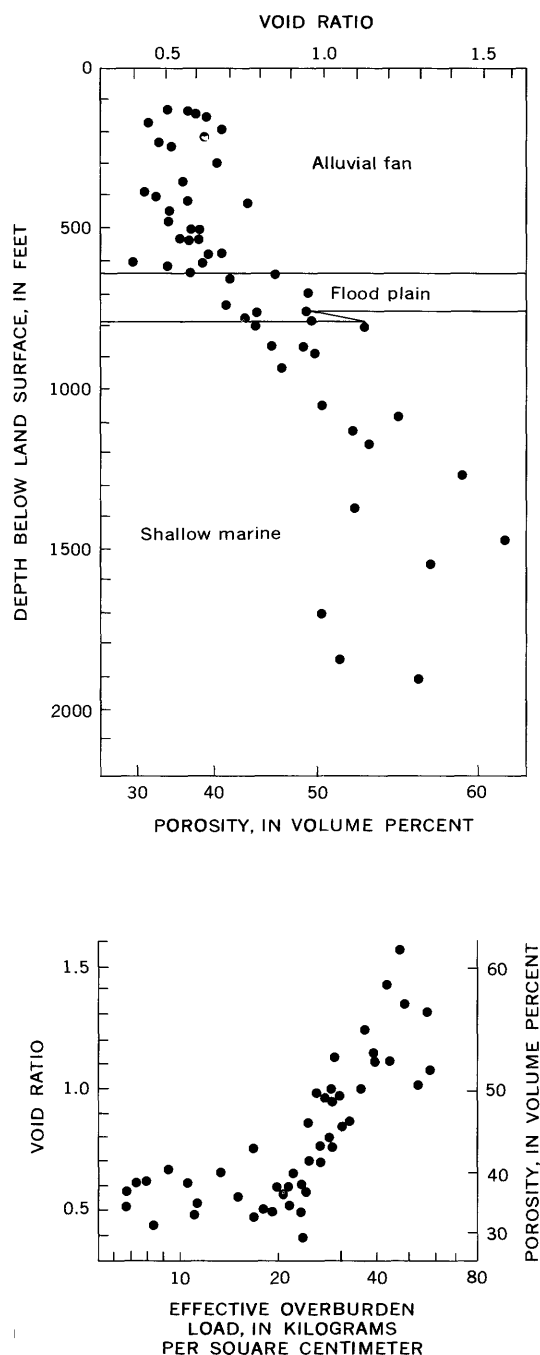 VOID RATIO
0.5 1.0 1.5
0
Alluvial fan
500
Flood plain
1000
Shallow marine
1500
2000
DEPTH BELOW LAND SURFACE, IN FEET
30 40 50 60
POROSITY, IN VOLUME PERCENT
1.5
1.0
0.5
VOID RATIO
60
50
40
30
POROSITY, IN VOLUME PERCENT
10 20 40 80
EFFECTIVE OVERBURDEN
LOAD, IN KILOGRAMS
PER SQUARE CENTIMETER